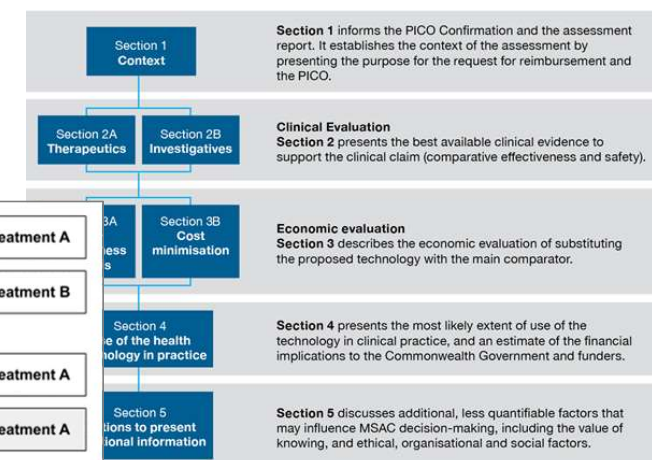 Section 1
Context
Section 1 informs the PICO Confirmation and the assessment
report. It establishes the context of the assessment by
presenting the purpose for the request for reimbursement and
the PICO.
Section 2A
Therapeutics
Section 2B
Investigatives
Clinical Evaluation
Section 2 presents the best available clinical evidence to
support the clinical claim (comparative effectiveness and safety).
3A
ness
s
Section 3B
Cost
minimisation
Economic evaluation
Section 3 describes the economic evaluation of substituting
the proposed technology with the main comparator.
eatment A
eatment B
eatment A
eatment A
Section 4
e of the health
nology in practice
Section 4 presents the most likely extent of use of the
technology in clinical practice, and an estimate of the financial
implications to the Commonwealth Government and funders.
Section 5
tions to present
ional information
Section 5 discusses additional, less quantifiable factors that
may influence MSAC decision-making, including the value of
knowing, and ethical, organisational and social factors.